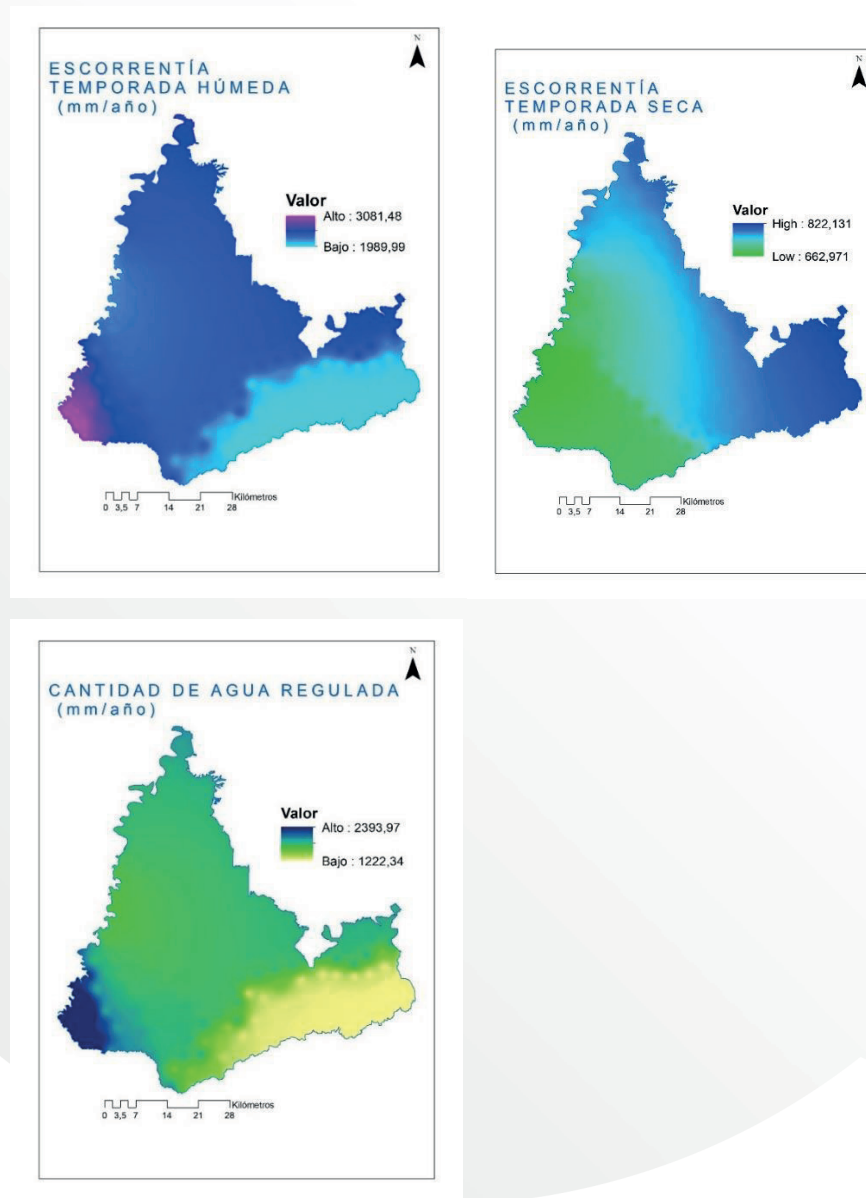 N
ESCORRENTÍA
TEMPORADA HÚMEDA
(mm/año)
Valor
Alto : 3081,48
Bajo : 1989,99
Kilómetros
0 3,5 7 14 21 28
N
ESCORRENTÍA
TEMPORADA SECA
(mm/año)
Valor
High : 822,131
Low : 662,971
Kilómetros
0 3,5 7 14 21 28
N
CANTIDAD DE AGUA REGULADA
(mm/año)
Valor
Alto : 2393,97
Bajo : 1222,34
Kilómetros
0 3,5 7 14 21 28